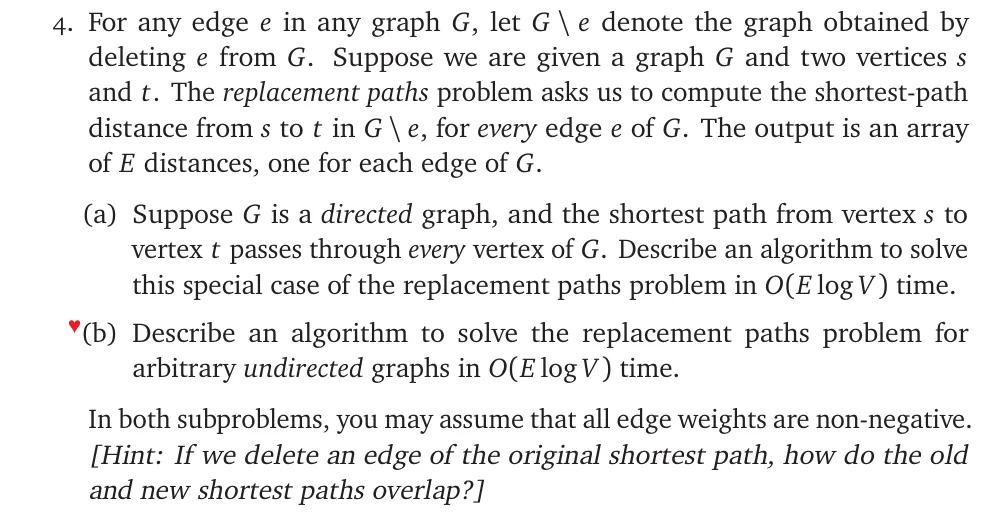 4. For any edge e in any graph G, let G \ e denote the graph obtained by
deleting e from G. Suppose we are given a graph G and two vertices s
and t. The replacement paths problem asks us to compute the shortest-path
distance from s to t in G \ e, for every edge e of G. The output is an array
of E distances, one for each edge of G.
(a) Suppose G is a directed graph, and the shortest path from vertex s to
vertex t passes through every vertex of G. Describe an algorithm to solve
this special case of the replacement paths problem in O(E log V) time.
♥(b) Describe an algorithm to solve the replacement paths problem for
arbitrary undirected graphs in O(E log V) time.
In both subproblems, you may assume that all edge weights are non-negative.
[Hint: If we delete an edge of the original shortest path, how do the old
and new shortest paths overlap?]